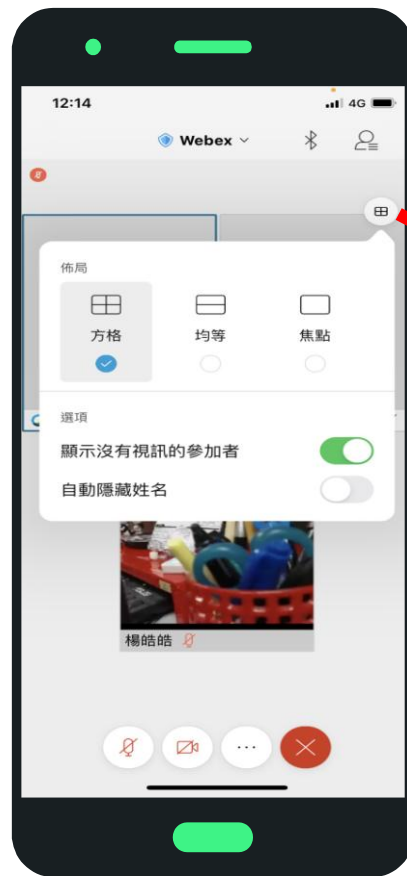 12:14
4G
Webex
佈局
方格
均等
焦點
選項
顯示沒有視訊的參加者
自動隱藏姓名
楊皓皓